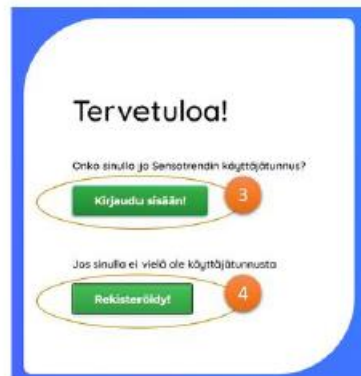 Tervetuloa!
Onko sinulla jo Sensotrendin käyttäjätunnus?
Kirjaudu sisään!
3
Jos sinulla ei vielä ole käyttäjätunnusta
Rekisteröidy!
4